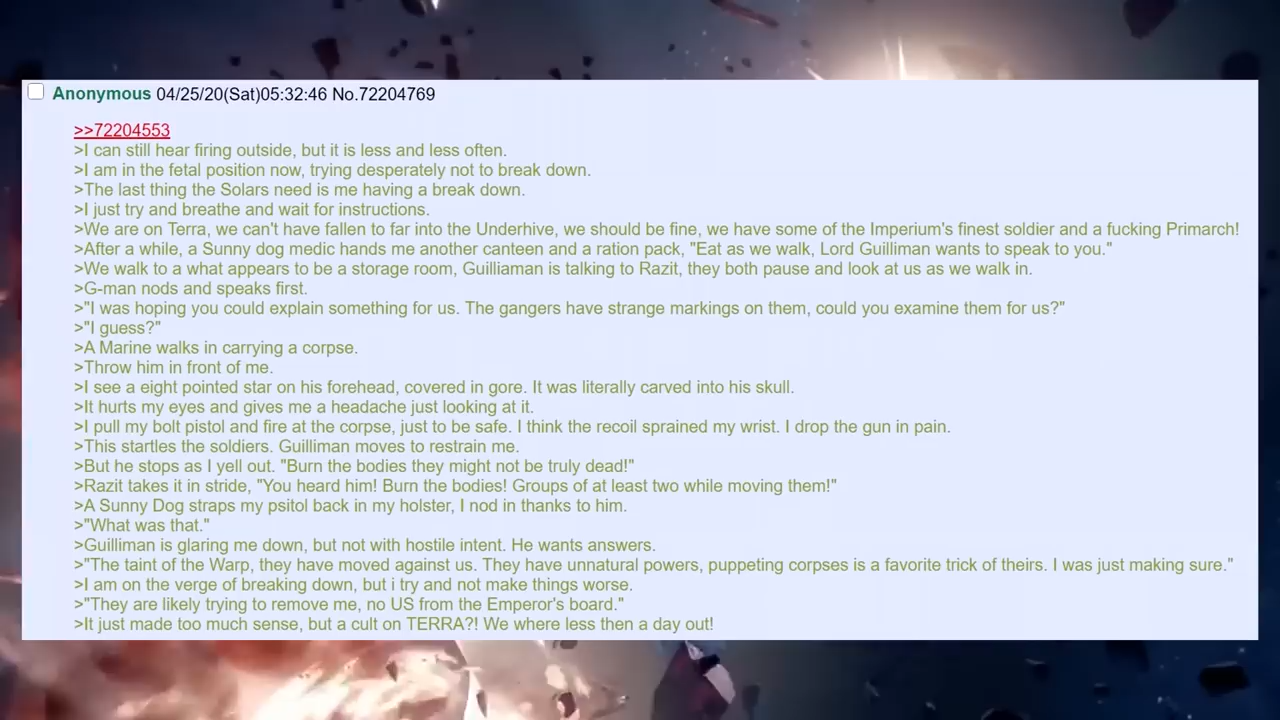 Anonymous 04/25/20(Sat)05:32:46 No.72204769
>>72204553
>I can still hear firing outside, but it is less and less often.
>I am in the fetal position now, trying desperately not to break down.
>The last thing the Solars need is me having a break down.
>I just try and breathe and wait for instructions.
>We are on Terra, we can't have fallen to far into the Underhive, we should be fine, we have some of the Imperium's finest soldier and a fucking Primarch!
>After a while, a Sunny dog medic hands me another canteen and a ration pack, "Eat as we walk, Lord Guilliman wants to speak to you."
>We walk to a what appears to be a storage room, Guilliaman is talking to Razit, they both pause and look at us as we walk in.
>G-man nods and speaks first.
>"I was hoping you could explain something for us. The gangers have strange markings on them, could you examine them for us?"
>"I guess?"
>A Marine walks in carrying a corpse.
>Throw him in front of me.
>I see a eight pointed star on his forehead, covered in gore. It was literally carved into his skull.
>It hurts my eyes and gives me a headache just looking at it.
>I pull my bolt pistol and fire at the corpse, just to be safe. I think the recoil sprained my wrist. I drop the gun in pain.
>This startles the soldiers. Guilliman moves to restrain me.
>But he stops as I yell out. "Burn the bodies they might not be truly dead!"
>Razit takes it in stride, "You heard him! Burn the bodies! Groups of at least two while moving them!"
>A Sunny Dog straps my psitol back in my holster, I nod in thanks to him.
>"What was that."
>Guilliman is glaring me down, but not with hostile intent. He wants answers.
>"The taint of the Warp, they have moved against us. They have unnatural powers, puppeting corpses is a favorite trick of theirs. I was just making sure."
>I am on the verge of breaking down, but i try and not make things worse.
>"They are likely trying to remove me, no US from the Emperor's board."
>It just made too much sense, but a cult on TERRA?! We where less then a day out!